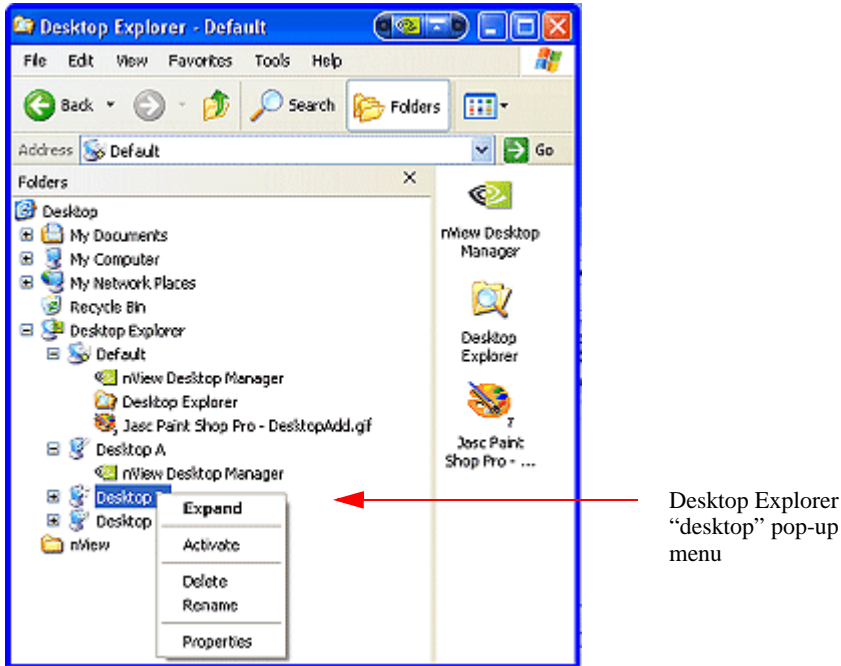 Desktop Explorer - Default
File Edit View Favorites Tools Help
Back Search Folders
Address Default Go
Folders
Desktop
My Documents
My Computer
My Network Places
Recycle Bin
Desktop Explorer
Default
nView Desktop Manager
Desktop Explorer
Jasc Paint Shop Pro - DesktopAdd.gif
Desktop A
nView Desktop Manager
Desktop
Desktop
nView
Expand
Activate
Delete
Rename
Properties
nView Desktop
Manager
Desktop
Explorer
Jasc Paint
Shop Pro - ...
Desktop Explorer
“desktop” pop-up
menu